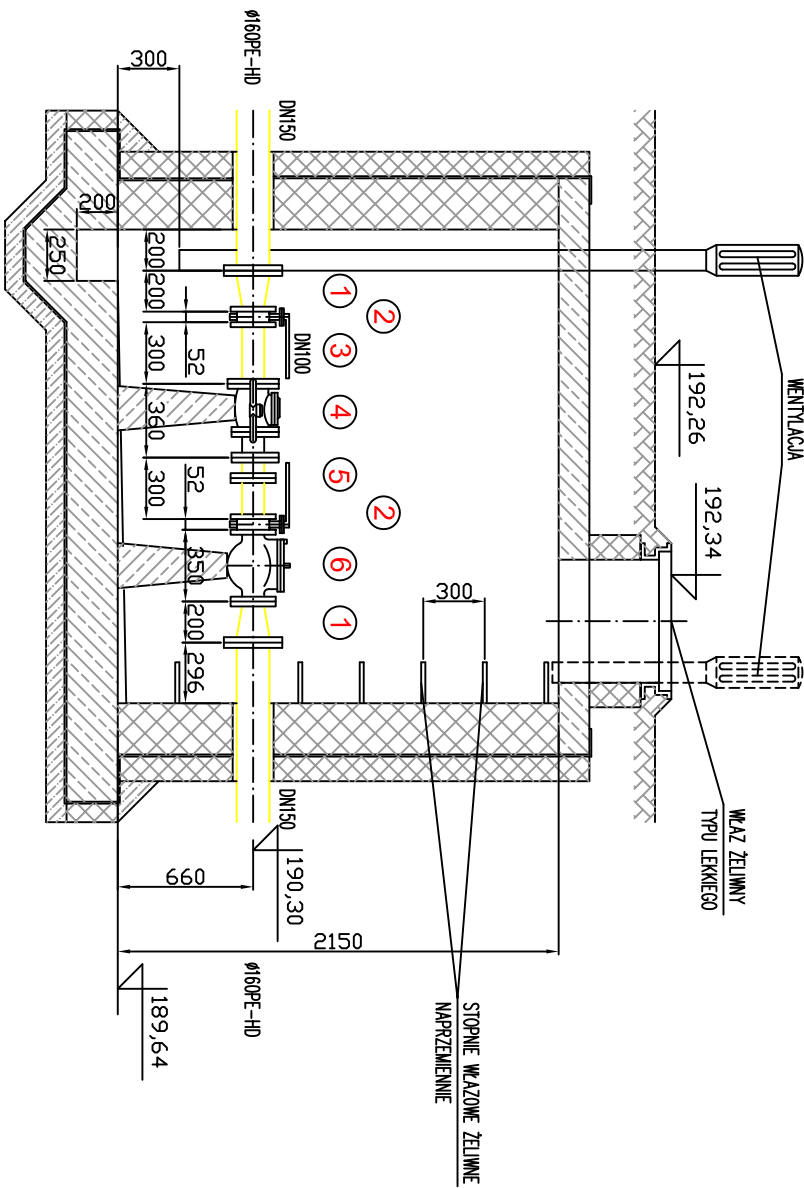 WENTYLACJA
192,26
192,34
WŁAZ ŻELIWNY
TYPU LEKKIEGO
STOPNIE WŁAZOWE ŻELIWNE
NAPRZEMIENNIE
ø160PE-HD
DN150
300
200
250
200
200
52
300
360
300
52
350
200
296
DN100
1
2
3
4
5
2
6
1
300
DN150
190,30
660
2150
ø160PE-HD
189,64